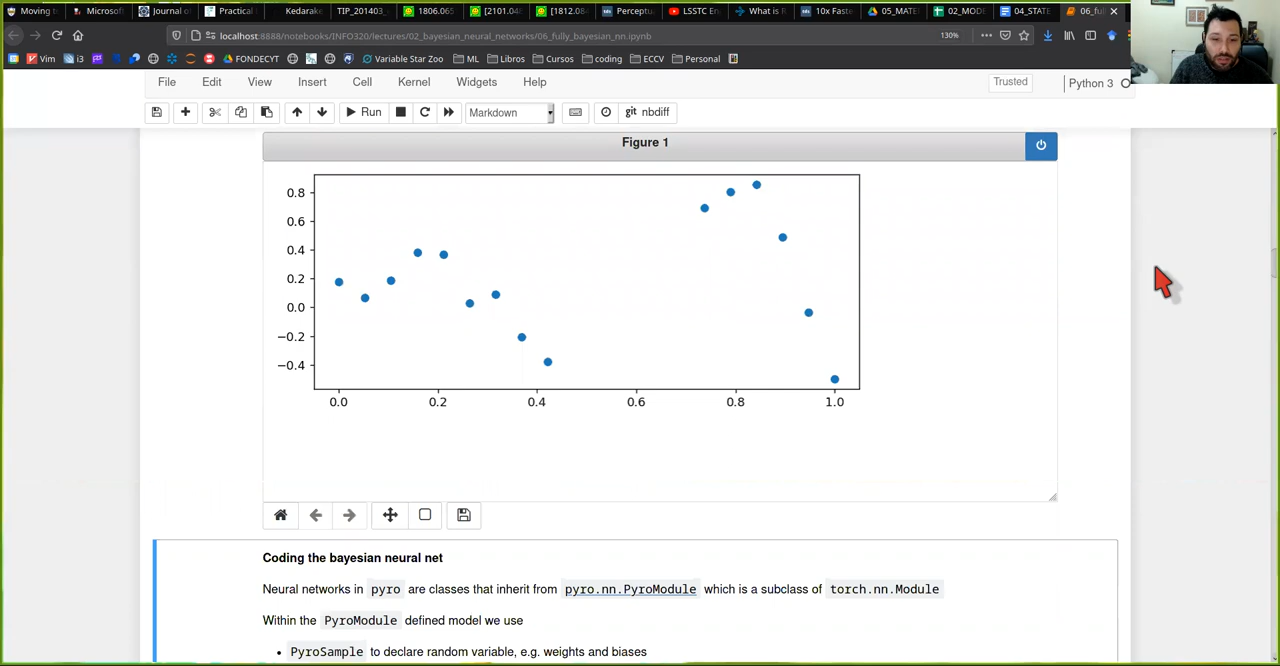 Moving b
Microsof
Journal o
Practical
Kedarake
TIP_201403_
1806.065
[2101.04
[1812.08
Perceptu
LSSTC En
What is
10x Faste
05_MATE
02_MODE
04_STATE
06_fu
localhost:8888/notebooks/INFO320/lectures/02_bayesian_neural_networks/06_fully_bayesian_nn.ipynb
130%
Vim
i3
FONDECYT
Variable Star Zoo
ML
Libros
Cursos
coding
ECCV
Personal
File Edit View Insert Cell Kernel Widgets Help
Trusted
Python 3
Run
Markdown
git nbdiff
Figure 1
0.8
0.6
0.4
0.2
0.0
−0.2
−0.4
0.0 0.2 0.4 0.6 0.8 1.0
Coding the bayesian neural net
Neural networks in pyro are classes that inherit from pyro.nn.PyroModule which is a subclass of torch.nn.Module
Within the PyroModule defined model we use
• PyroSample to declare random variable, e.g. weights and biases